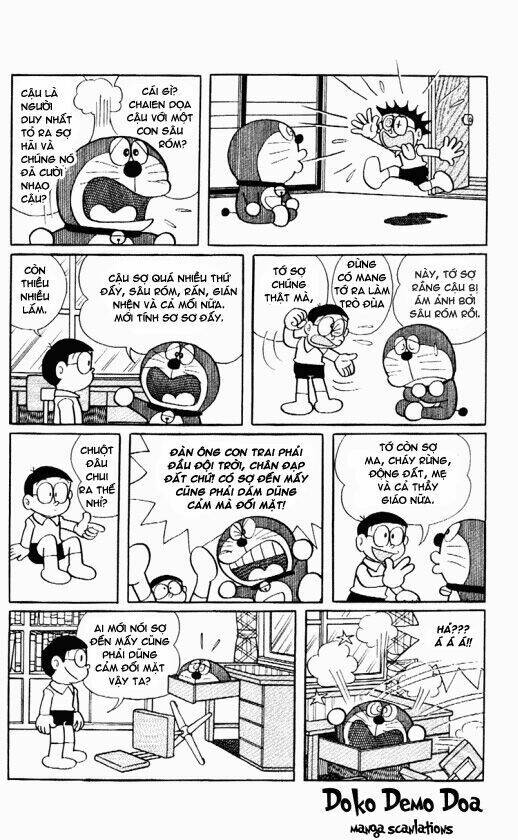 CÁI GÌ?
CHAIEN DỌA
CẬU VỚI MỘT
CON SÂU
RÓM?
CẬU LÀ
NGƯỜI
DUY NHẤT
TỎ RA SỢ
HÃI VÀ
CHÚNG NÓ
ĐÃ CƯỜI
NHẠO
CẬU?
NÀY, TỚ SỢ
RẰNG CẬU BỊ
ÁM ẢNH BỞI
SÂU RÓM RỒI.
ĐỪNG
CÓ MANG
TỚ RA LÀM
TRÒ ĐÙA
TỚ SỢ
CHÚNG
THẬT MÀ,
CẬU SỢ QUÁ NHIỀU THỨ
ĐẤY, SÂU RÓM, RẮN, GIÁN
NHỆN VÀ CẢ MỐI NỮA.
MỚI TÍNH SƠ SƠ ĐẤY.
CÒN
THIỀU
NHIỀU
LẮM.
TỚ CÒN SỢ
MA, CHÁY RỪNG,
ĐỘNG ĐẤT, MẸ
VÀ CẢ THẦY
GIÁO NỮA.
ĐÀN ÔNG CON TRAI PHẢI
ĐẦU ĐỘI TRỜI, CHÂN ĐẠP
ĐẤT CHỨ! CÓ SỢ ĐẾN MẤY
CŨNG PHẢI DÁM DŨNG
CẢM MÀ ĐỐI MẶT!
CHUỘT
ĐÂU
CHUI
RA THẾ
NHỈ?
HẢ???
Á Á Á!!
AI MỚI NÓI SỢ
ĐẾN MẤY CŨNG
PHẢI DŨNG
CẢM ĐỐI MẶT
VẬY TA?
DOKO DEMO DOA
MANGA SCANLATIONS